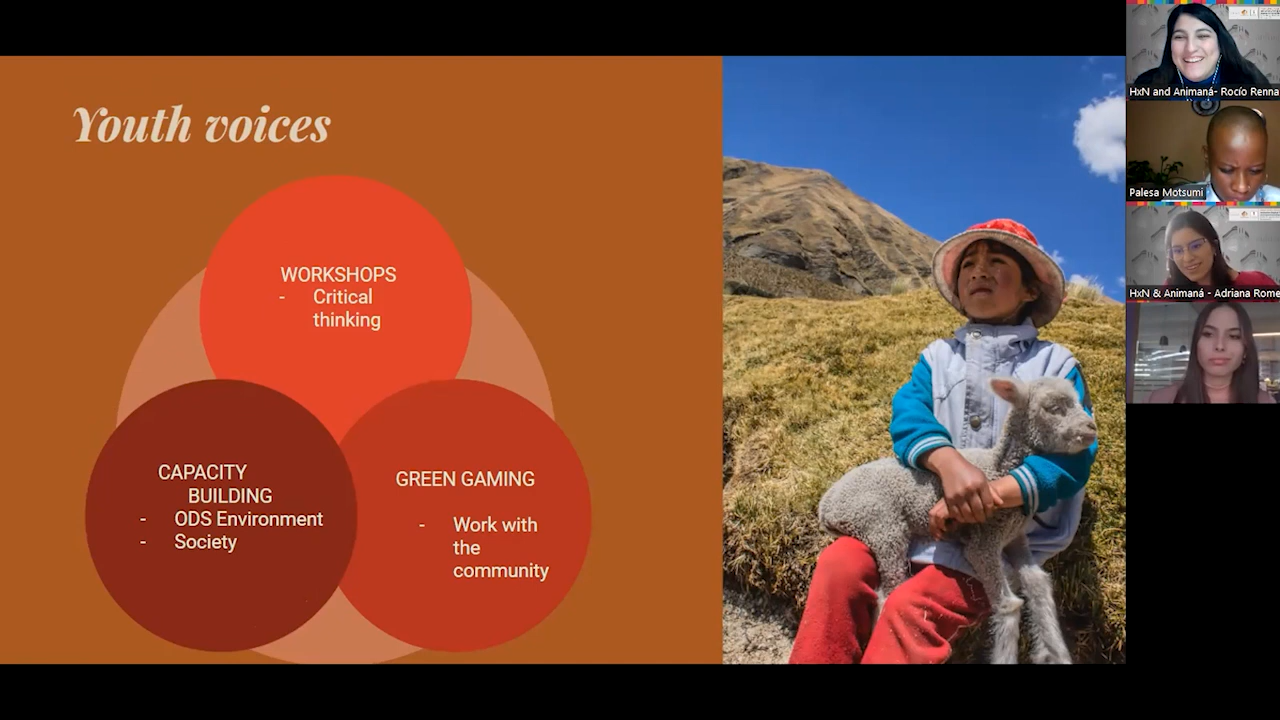 Youth voices
WORKSHOPS
- Critical
thinking
CAPACITY
BUILDING
- ODS Environment
- Society
GREEN GAMING
- Work with
the
community
HxN and Animaná- Rocío Renna
Palesa Motsumi
HxN & Animaná - Adriana Rome